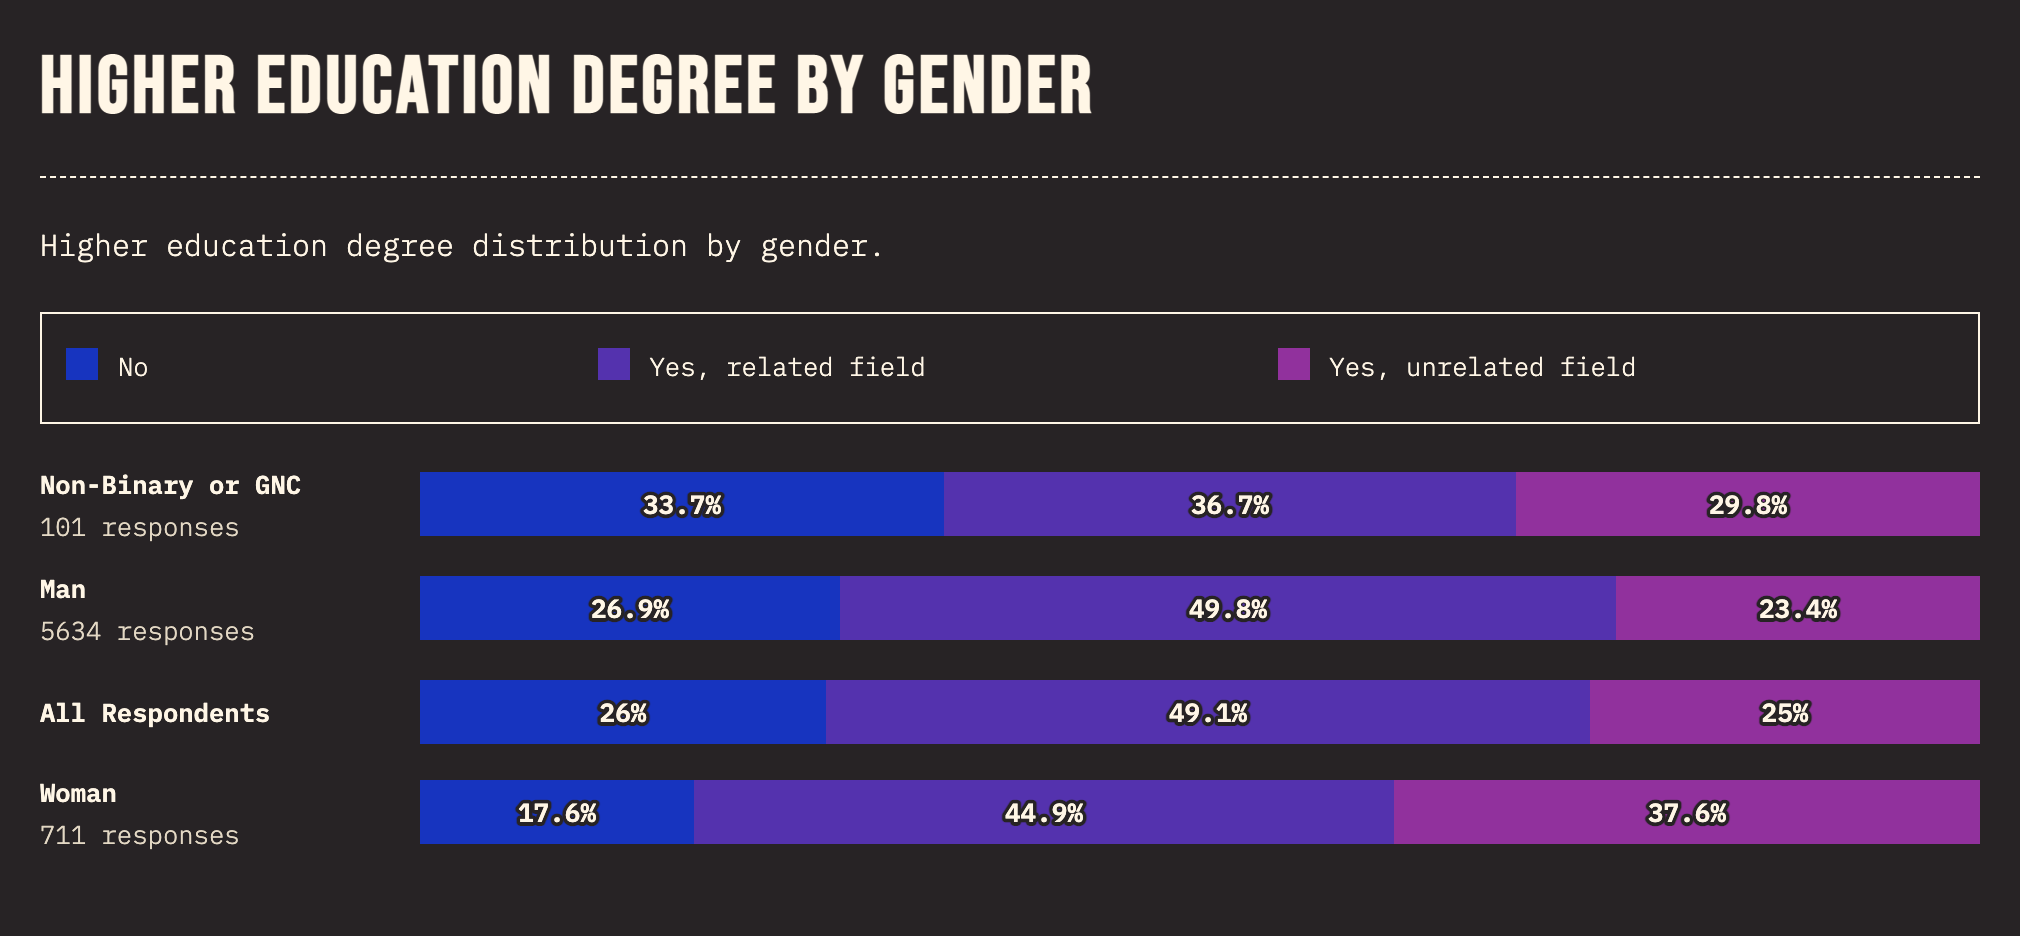 HIGHER EDUCATION DEGREE BY GENDER
Higher education degree distribution by gender.
No
Yes, related field
Yes, unrelated field
Non-Binary or GNC
101 responses
33.7%
36.7%
29.8%
Man
5634 responses
26.9%
49.8%
23.4%
All Respondents
26%
49.1%
25%
Woman
711 responses
17.6%
44.9%
37.6%